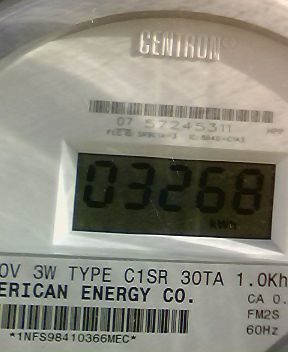 CENTRON®
07 57245311 MPP
03268
KWH
0V 3W TYPE C1SR 30TA 1.0Kh
ERICAN ENERGY CO.
CA 0.
FM2S
60Hz
*1NFS98410366MEC*